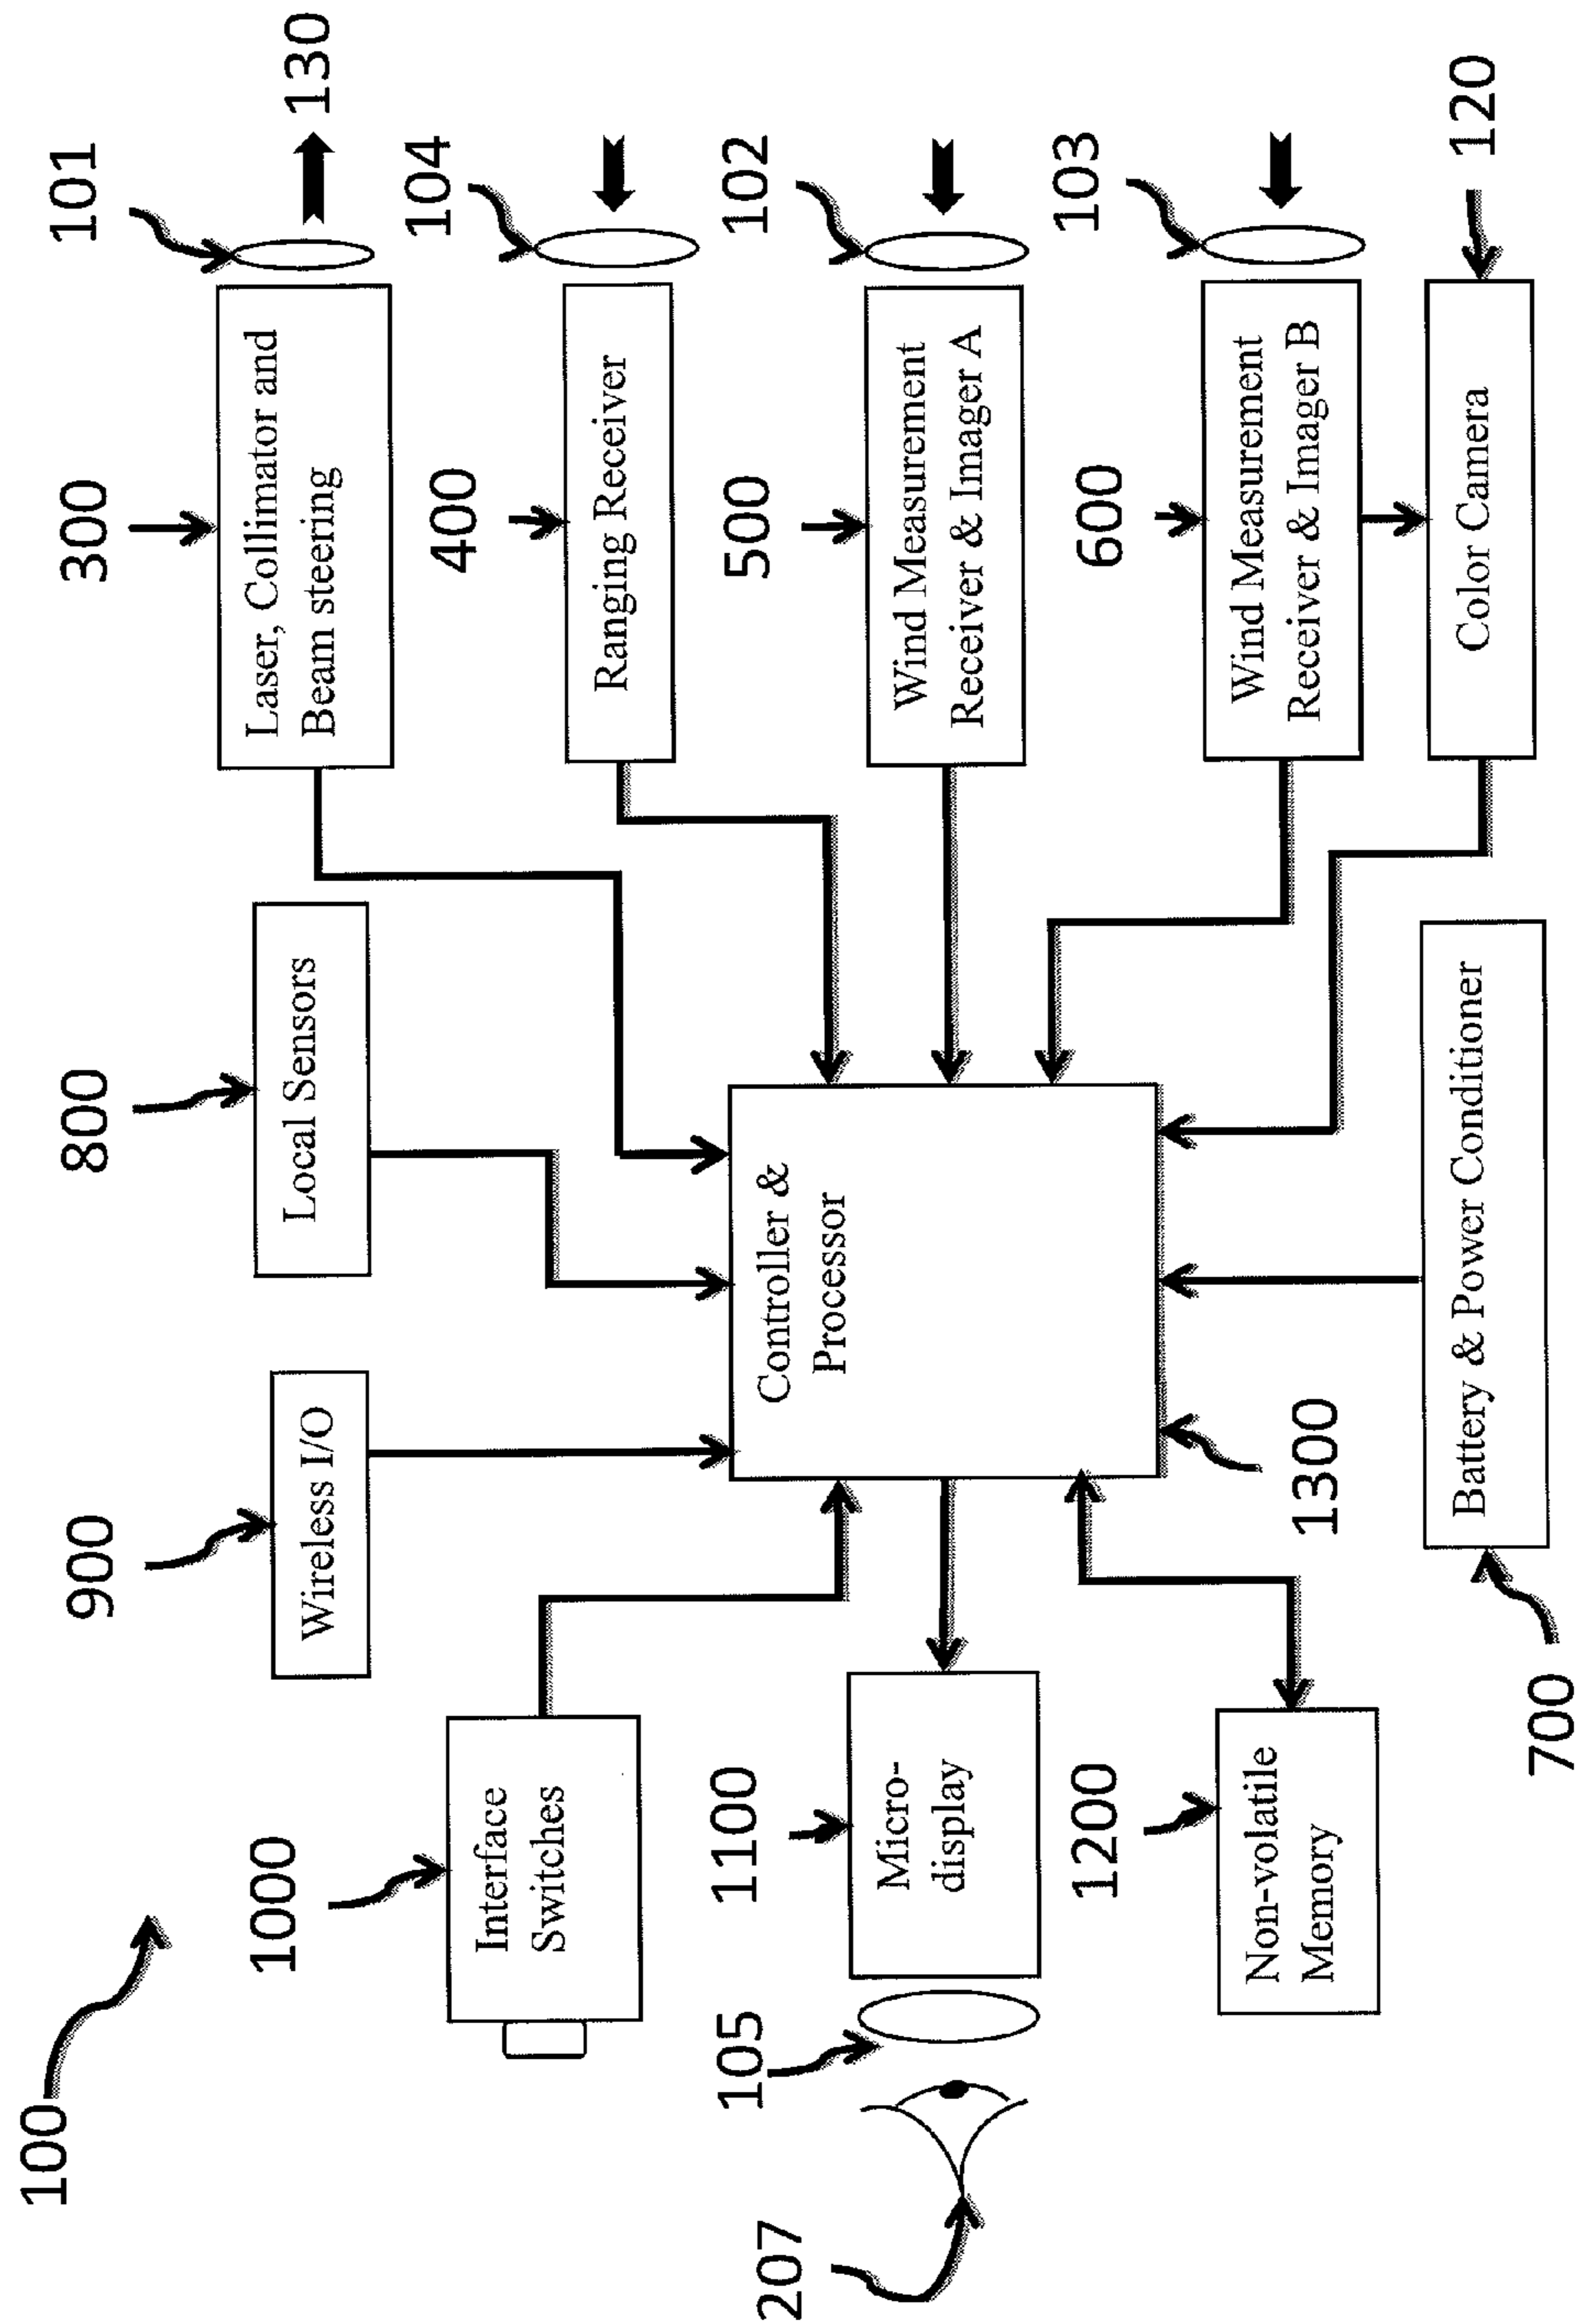 100
900
800
300
101
130
Wireless I/O
Local Sensors
Laser, Collimator and
Beam steering
1000
Interface
Switches
400
104
Ranging Receiver
207
105
1100
Micro-
display
Controller &
Processor
500
102
Wind Measurement
Receiver & Imager A
1200
Non-volatile
Memory
1300
600
103
Wind Measurement
Receiver & Imager B
700
Battery & Power Conditioner
Color Camera
120